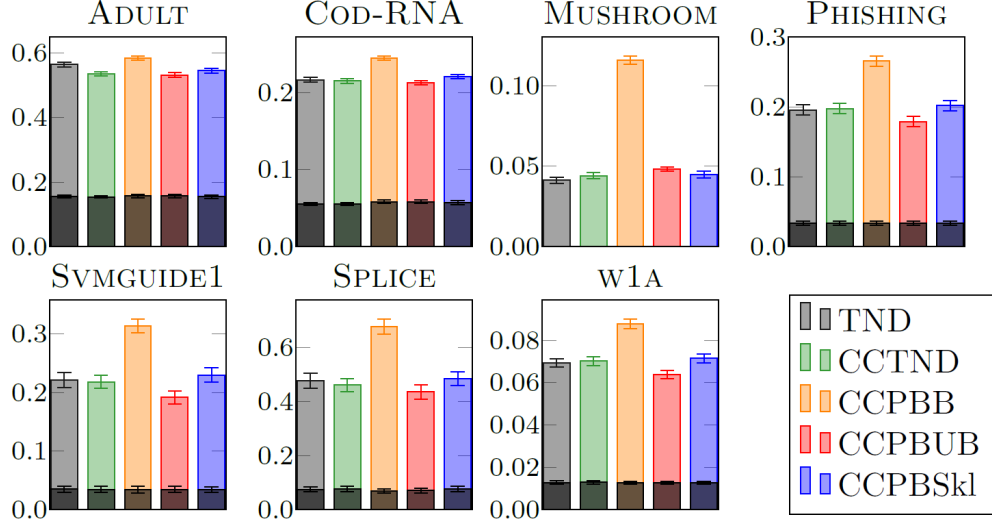 ADULT
COD-RNA
MUSHROOM
PHISHING
0.6
0.4
0.2
0.0
0.2
0.1
0.0
0.10
0.05
0.00
0.3
0.2
0.1
0.0
SVMGUIDE1
SPLICE
W1A
0.3
0.2
0.1
0.0
0.6
0.4
0.2
0.0
0.08
0.06
0.04
0.02
0.00
TND
CCTND
CCPBB
CCPBUB
CCPBSkl